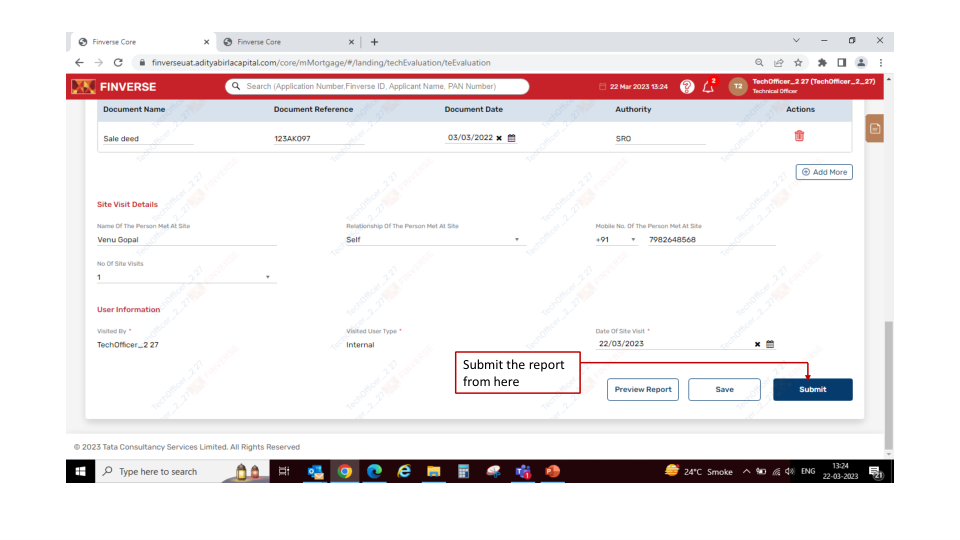 Finverse Core
Finverse Core
finverseuat.adityabirlacapital.com/core/mMortgage/#/landing/techEvaluation/teEvaluation
FINVERSE
Search (Application Number,Finverse ID, Applicant Name, PAN Number)
22 Mar 2023 13:24
2
T2
TechOfficer_2 27 (TechOfficer_2_27)
Technical Officer
Document Name Document Reference Document Date Authority Actions
Sale deed 123AK097 03/03/2022 SRO
Add More
Site Visit Details
Name Of The Person Met At Site Relationship Of The Person Met At Site Mobile No. Of The Person Met At Site
Venu Gopal Self +91 7982648568
No Of Site Visits
1
User Information
Visited By * Visited User Type * Date Of Site Visit *
TechOfficer_2 27 Internal 22/03/2023
Submit the report
from here
Preview Report Save Submit
© 2023 Tata Consultancy Services Limited. All Rights Reserved
Type here to search
24°C Smoke
ENG
13:24
22-03-2023
21